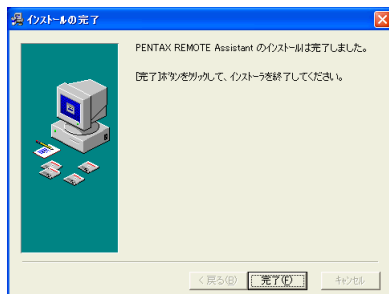 インストールの完了
PENTAX REMOTE Assistant のインストールは完了しました。
[完了]ボタンをクリックして、インストーラを終了してください。
< 戻る(B)
完了(F)
キャンセル